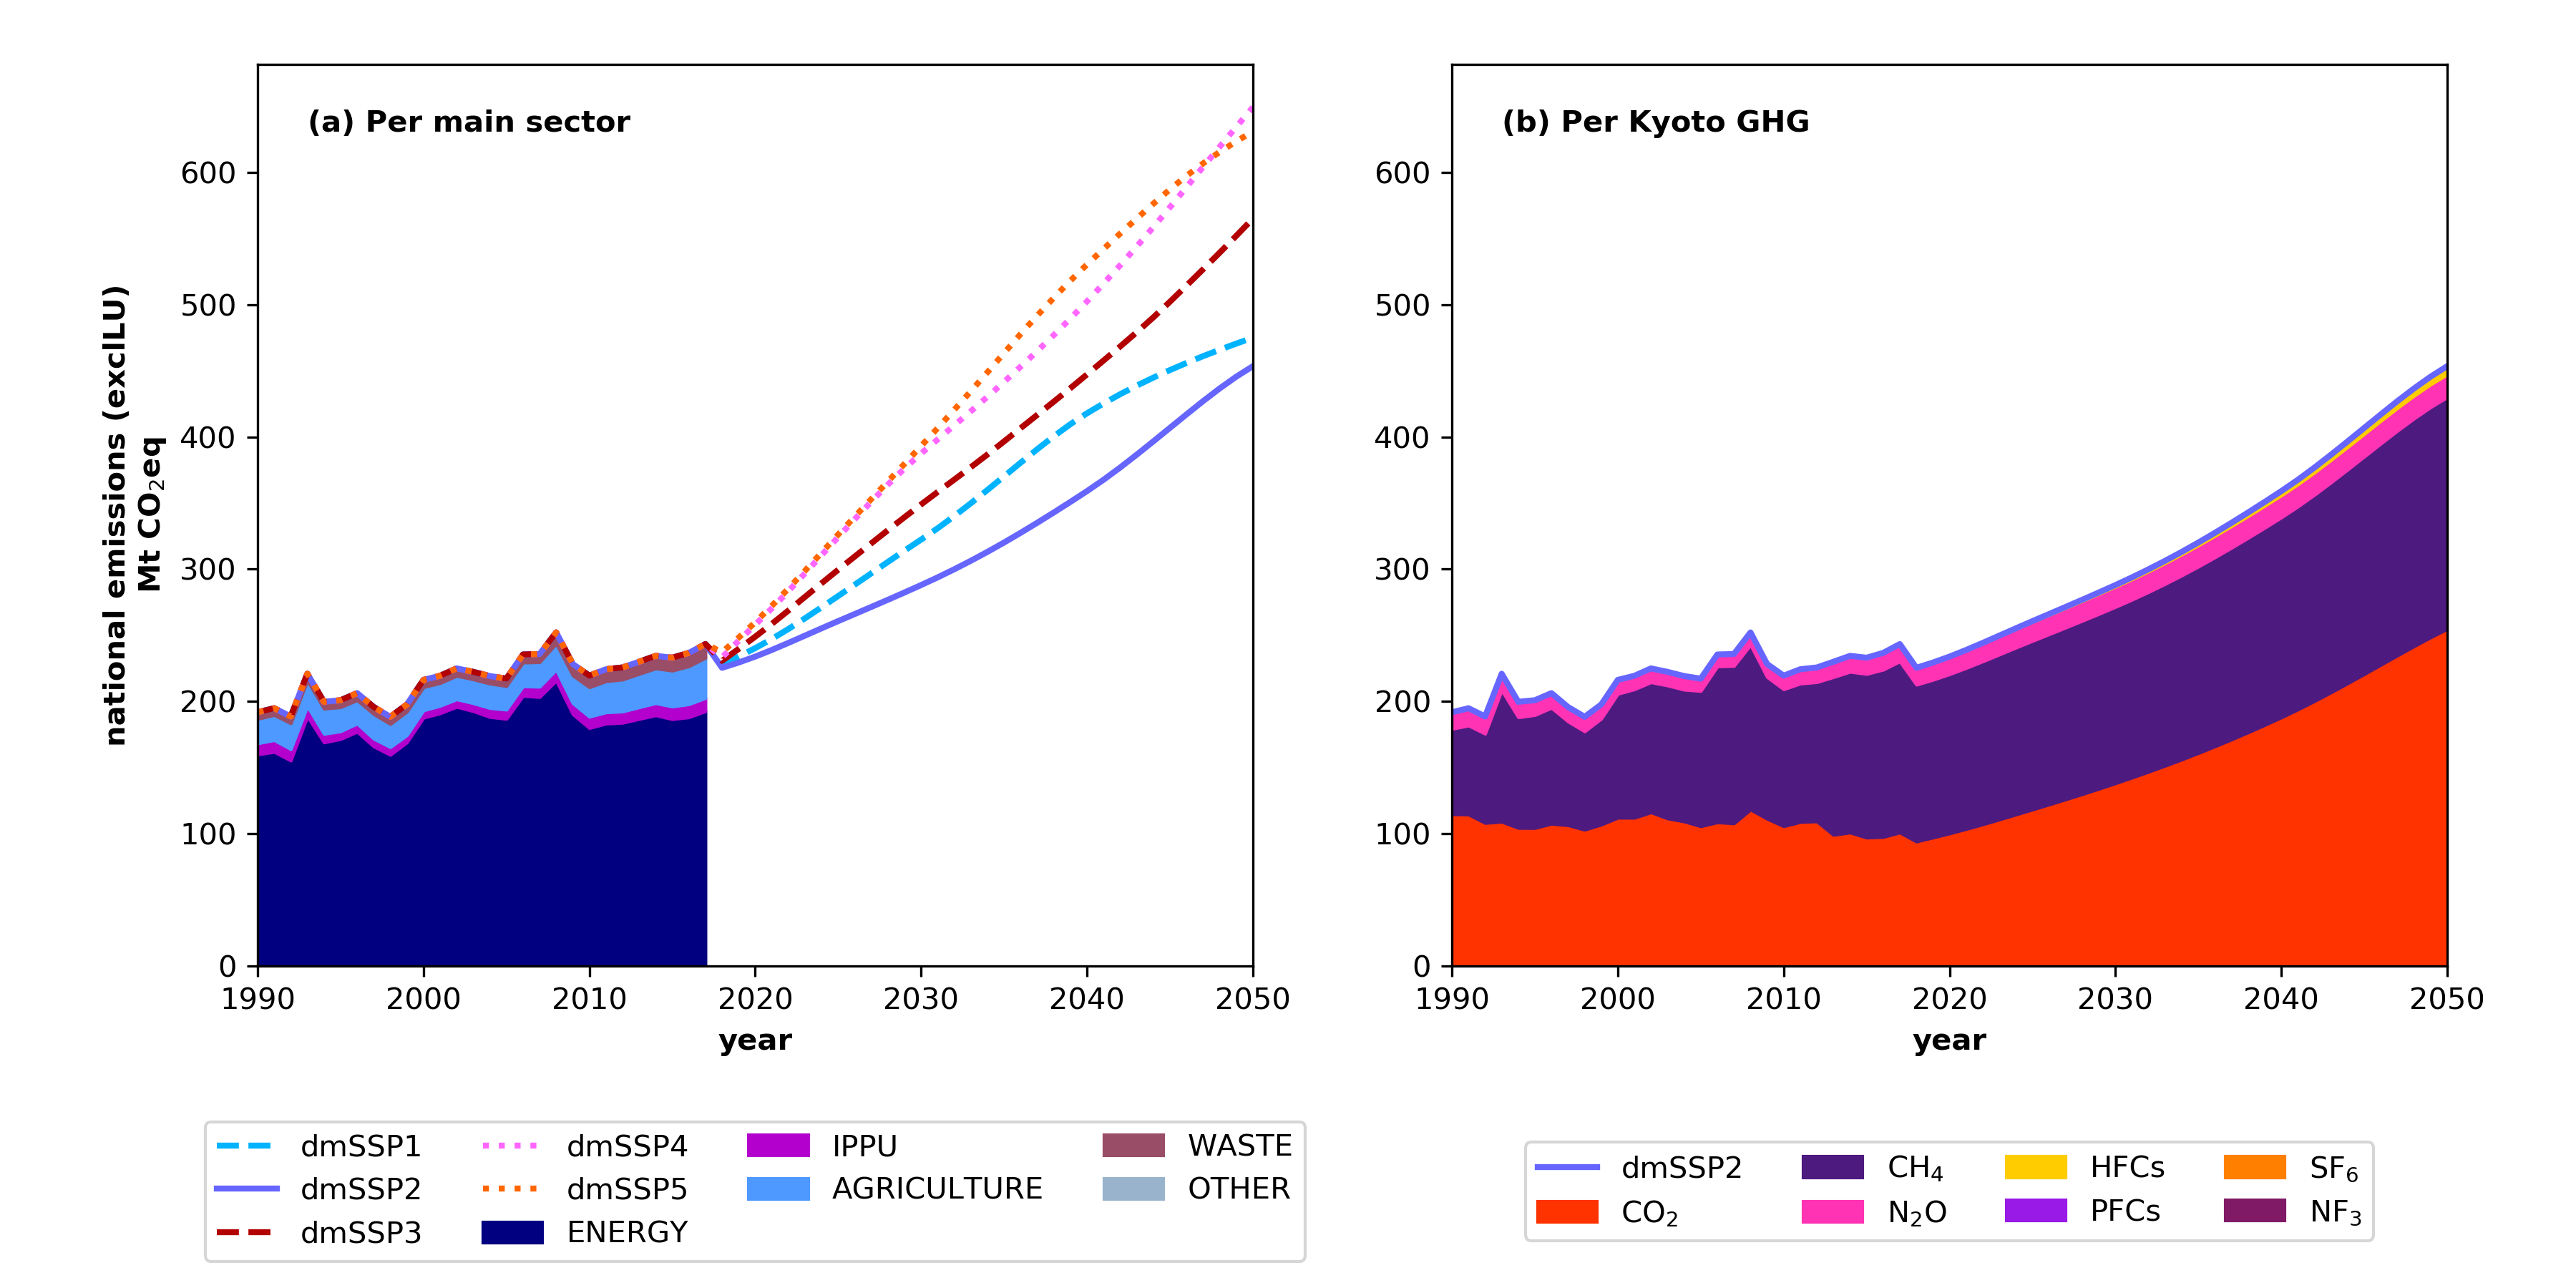 (a) Per main sector
600
500
400
300
200
100
0
national emissions (exclLU)
Mt CO₂eq
1990 2000 2010 2020 2030 2040 2050
year
dmSSP1 dmSSP4 IPPU WASTE
dmSSP2 dmSSP5 AGRICULTURE OTHER
dmSSP3 ENERGY
(b) Per Kyoto GHG
600
500
400
300
200
100
0
1990 2000 2010 2020 2030 2040 2050
year
dmSSP2 CH₄ HFCs SF₆
CO₂ N₂O PFCs NF₃